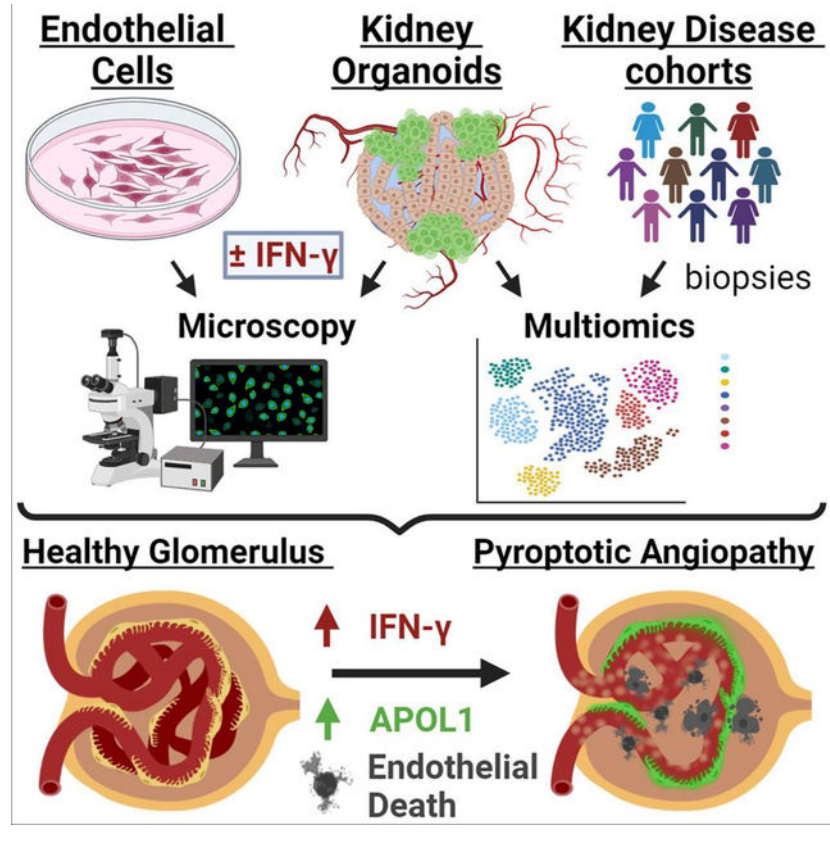 Endothelial
Cells
Kidney
Organoids
Kidney Disease
cohorts
± IFN-γ
biopsies
Microscopy
Multiomics
Healthy Glomerulus
Pyroptotic Angiopathy
IFN-γ
APOL1
Endothelial
Death